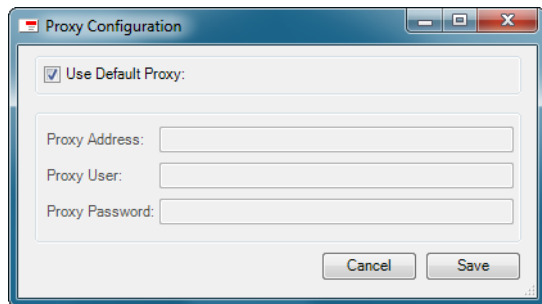 Proxy Configuration
Use Default Proxy:
Proxy Address:
Proxy User:
Proxy Password:
Cancel Save